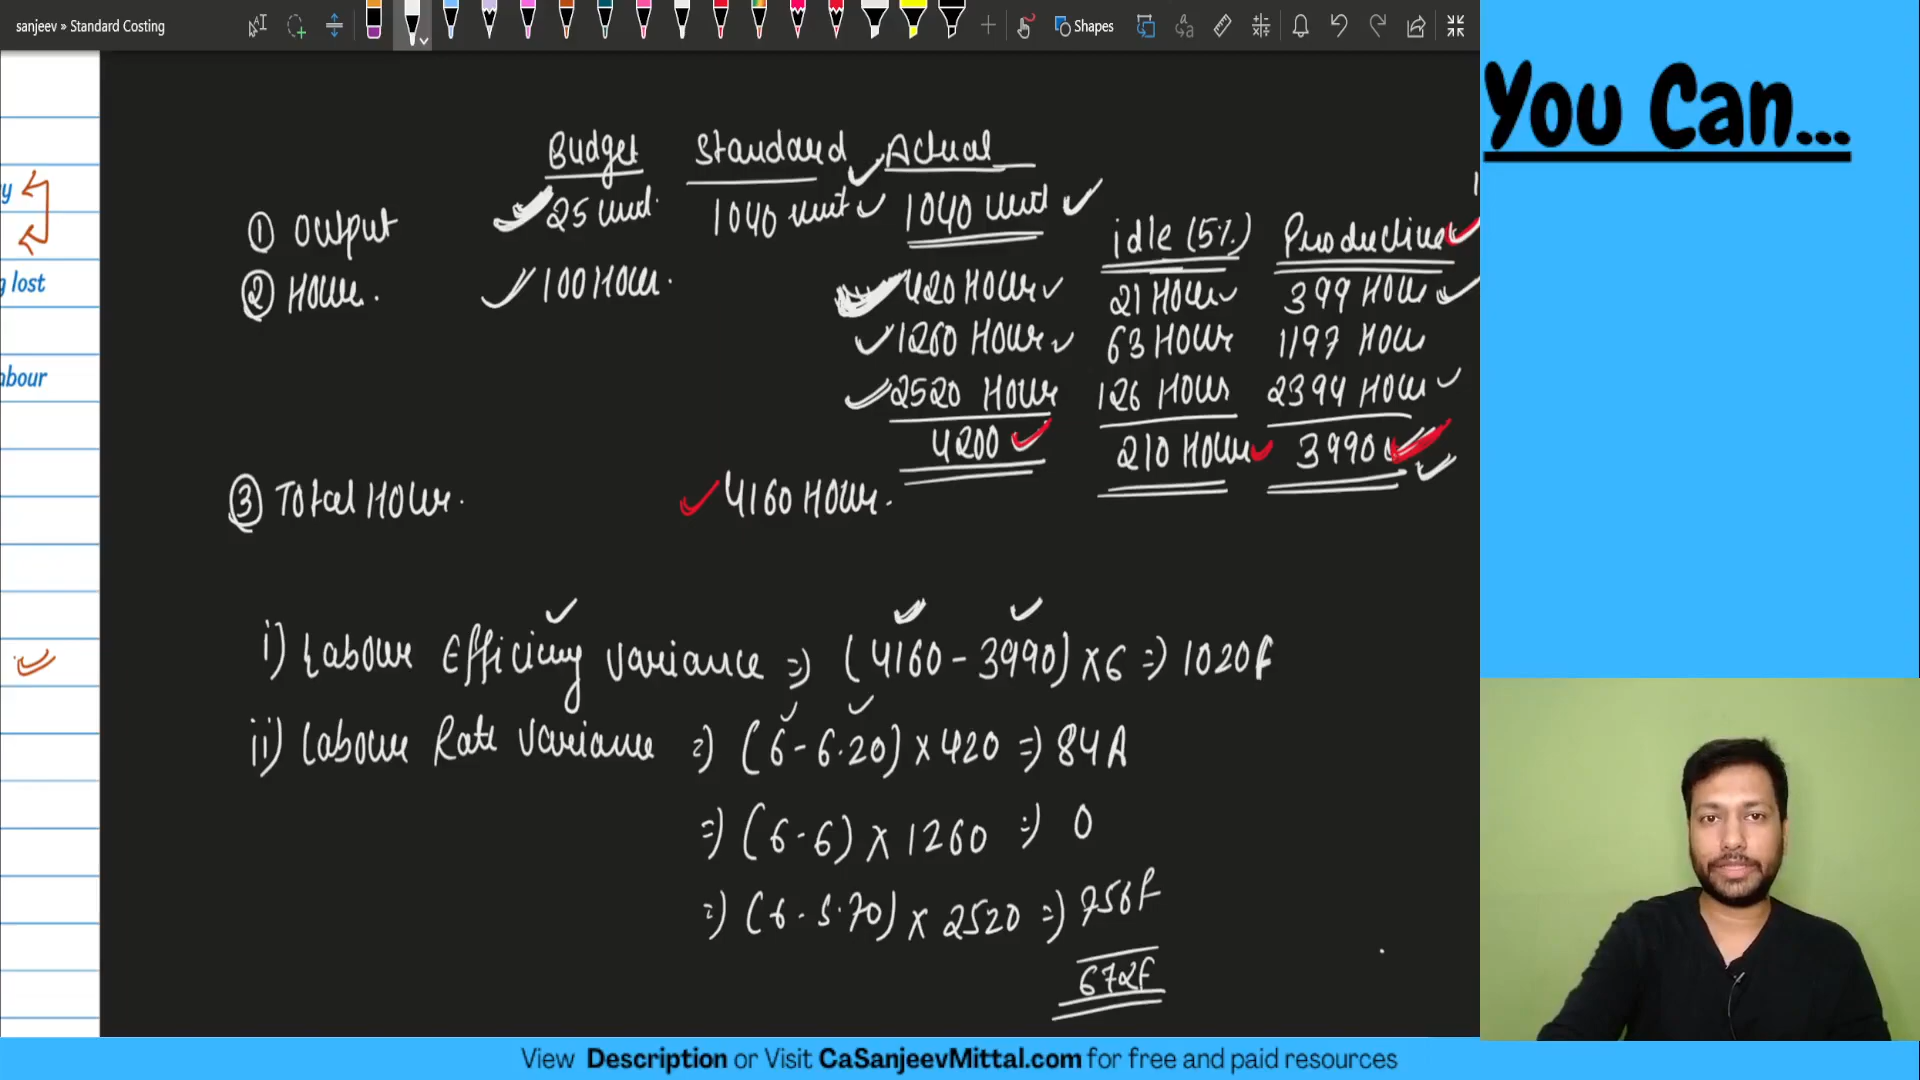 sanjeev » Standard Costing
Shapes
You Can...
Budget Standard Actual
① Output 25 unit. 1040 unit 1040 unit
idle (5%) Productive
② Hour. 100 Hour. 420 Hour 21 Hour 399 Hour
1260 Hour 63 Hour 1197 Hour
2520 Hour 126 Hour 2394 Hour
4200 210 Hour 3990
③ Total Hour. 4160 Hour.
y
g lost
abour
i) Labour Efficiency Variance => (4160 - 3990) x 6 => 1020F
ii) Labour Rate Variance => (6 - 6.20) x 420 => 84A
=> (6 - 6) x 1260 => 0
=> (6 - 5.70) x 2520 => 756F
672F
View Description or Visit CaSanjeevMittal.com for free and paid resources